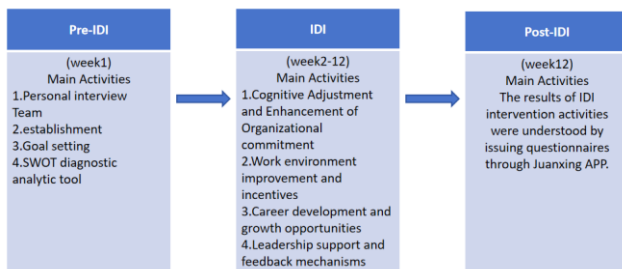 Pre-IDI
(week1)
Main Activities
1.Personal interview
Team
2.establishment
3.Goal setting
4.SWOT diagnostic
analytic tool
IDI
(week2-12)
Main Activities
1.Cognitive Adjustment
and Enhancement of
Organizational
commitment
2.Work environment
improvement and
incentives
3.Career development and
growth opportunities
4.Leadership support and
feedback mechanisms
Post-IDI
(week12)
Main Activities
The results of IDI
intervention activities
were understood by
issuing questionnaires
through Juanxing APP.